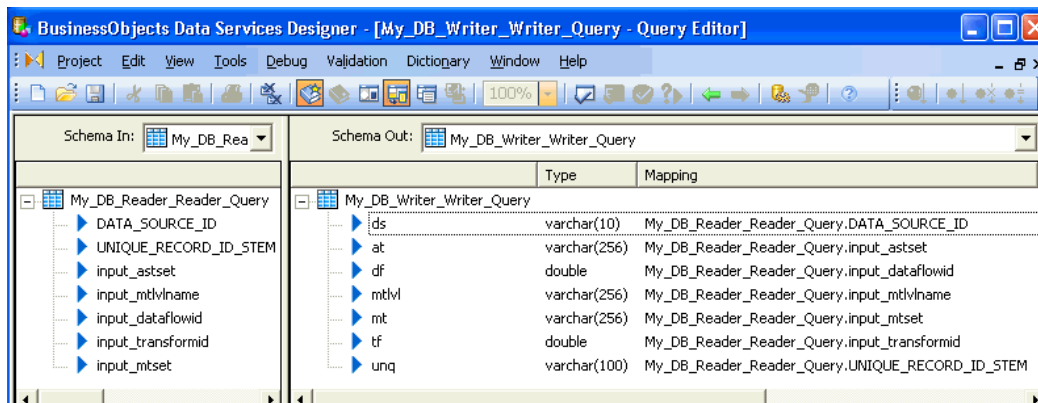 BusinessObjects Data Services Designer - [My_DB_Writer_Writer_Query - Query Editor]
Project Edit View Tools Debug Validation Dictionary Window Help
100%
Schema In: My_DB_Rea
Schema Out: My_DB_Writer_Writer_Query
Type Mapping
My_DB_Reader_Reader_Query My_DB_Writer_Writer_Query
DATA_SOURCE_ID ds varchar(10) My_DB_Reader_Reader_Query.DATA_SOURCE_ID
UNIQUE_RECORD_ID_STEM at varchar(256) My_DB_Reader_Reader_Query.input_astset
input_astset df double My_DB_Reader_Reader_Query.input_dataflowid
input_mtlvlname mtlvl varchar(256) My_DB_Reader_Reader_Query.input_mtlvlname
input_dataflowid mt varchar(256) My_DB_Reader_Reader_Query.input_mtset
input_transformid tf double My_DB_Reader_Reader_Query.input_transformid
input_mtset unq varchar(100) My_DB_Reader_Reader_Query.UNIQUE_RECORD_ID_STEM